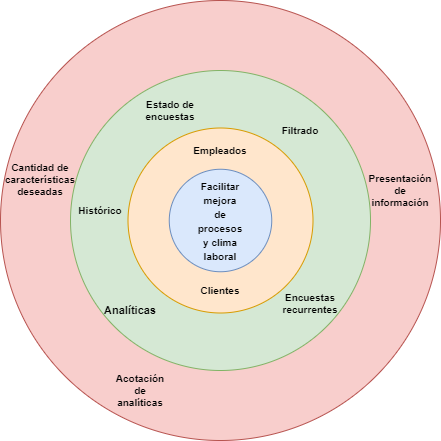 Estado de
encuestas
Filtrado
Empleados
Cantidad de
características
deseadas
Presentación
de
información
Facilitar
mejora
de
procesos
y clima
laboral
Histórico
Clientes
Encuestas
recurrentes
Analíticas
Acotación
de
analiticas